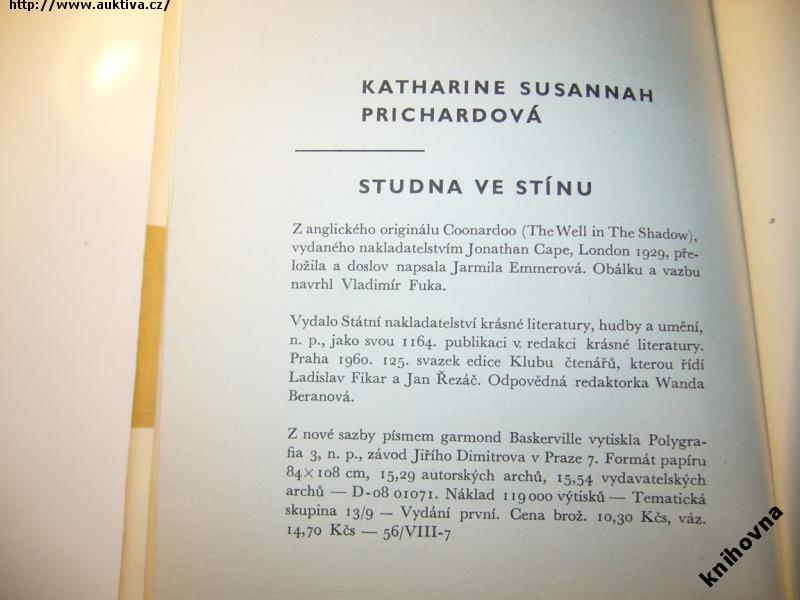 http://www.auktiva.cz/
KATHARINE SUSANNAH
PRICHARDOVÁ
STUDNA VE STÍNU
Z anglického originálu Coonardoo (The Well in The Shadow),
vydaného nakladatelstvím Jonathan Cape, London 1929, pře-
ložila a doslov napsala Jarmila Emmerová. Obálku a vazbu
navrhl Vladimír Fuka.
Vydalo Státní nakladatelství krásné literatury, hudby a umění,
n. p., jako svou 1164. publikaci v. redakci krásné literatury.
Praha 1960. 125. svazek edice Klubu čtenářů, kterou řídí
Ladislav Fikar a Jan Řezáč. Odpovědná redaktorka Wanda
Beranová.
Z nové sazby písmem garmond Baskerville vytiskla Polygra-
fia 3, n. p., závod Jiřího Dimitrova v Praze 7. Formát papíru
84×108 cm, 15,29 autorských archů, 15,54 vydavatelských
archů — D-08 01071. Náklad 119 000 výtisků — Tematická
skupina 13/9 — Vydání první. Cena brož. 10,30 Kčs, váz.
14,70 Kčs — 56/VIII-7
knihovna